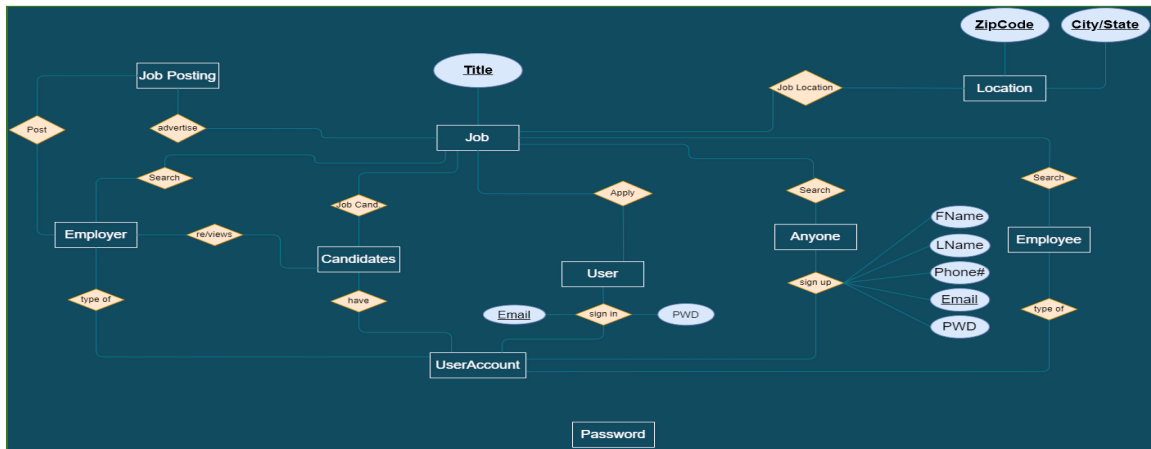 ZipCode
City/State
Job Posting
Title
Job Location
Location
Post
advertise
Job
Search
Job Cand
Apply
Search
Search
FName
Employer
re/views
Anyone
Employee
LName
Candidates
User
Phone#
type of
have
sign up
Email
Email
sign in
PWD
type of
PWD
UserAccount
Password